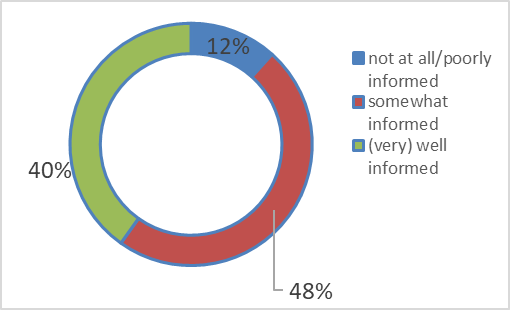 12%
not at all/poorly
informed
somewhat
informed
(very) well
informed
40%
48%